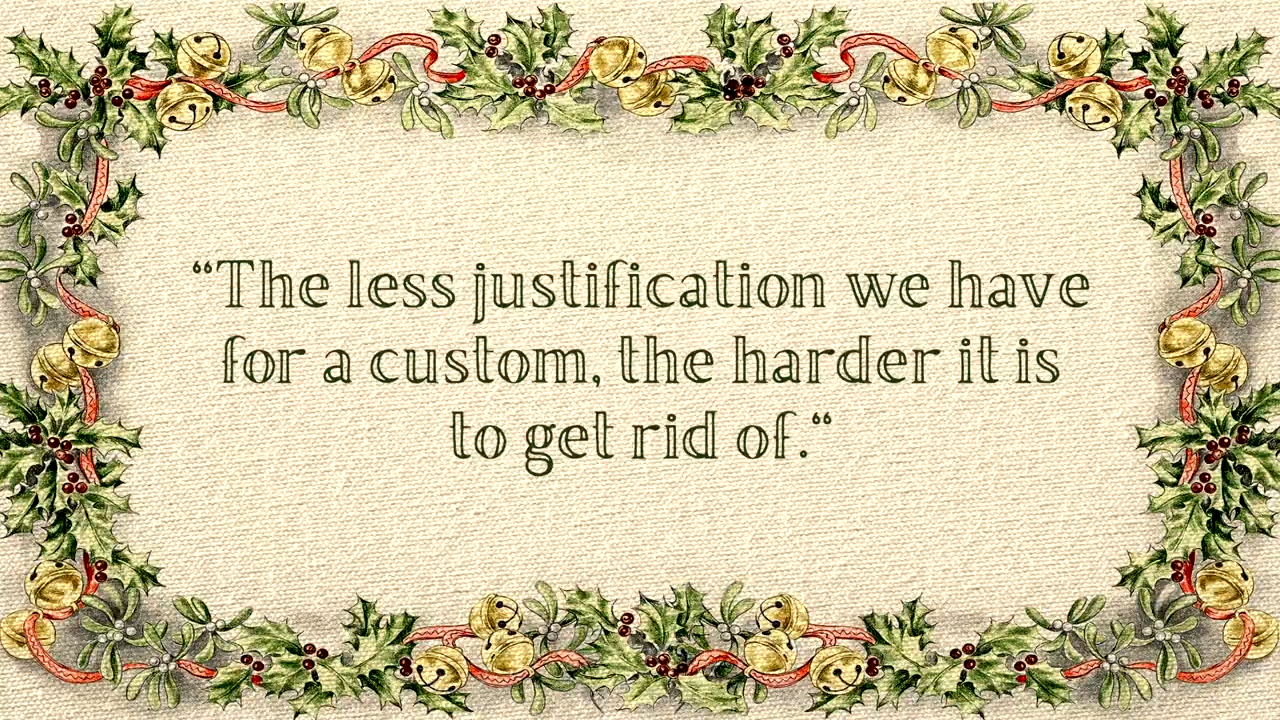 “The less justification we have
for a custom, the harder it is
to get rid of.“